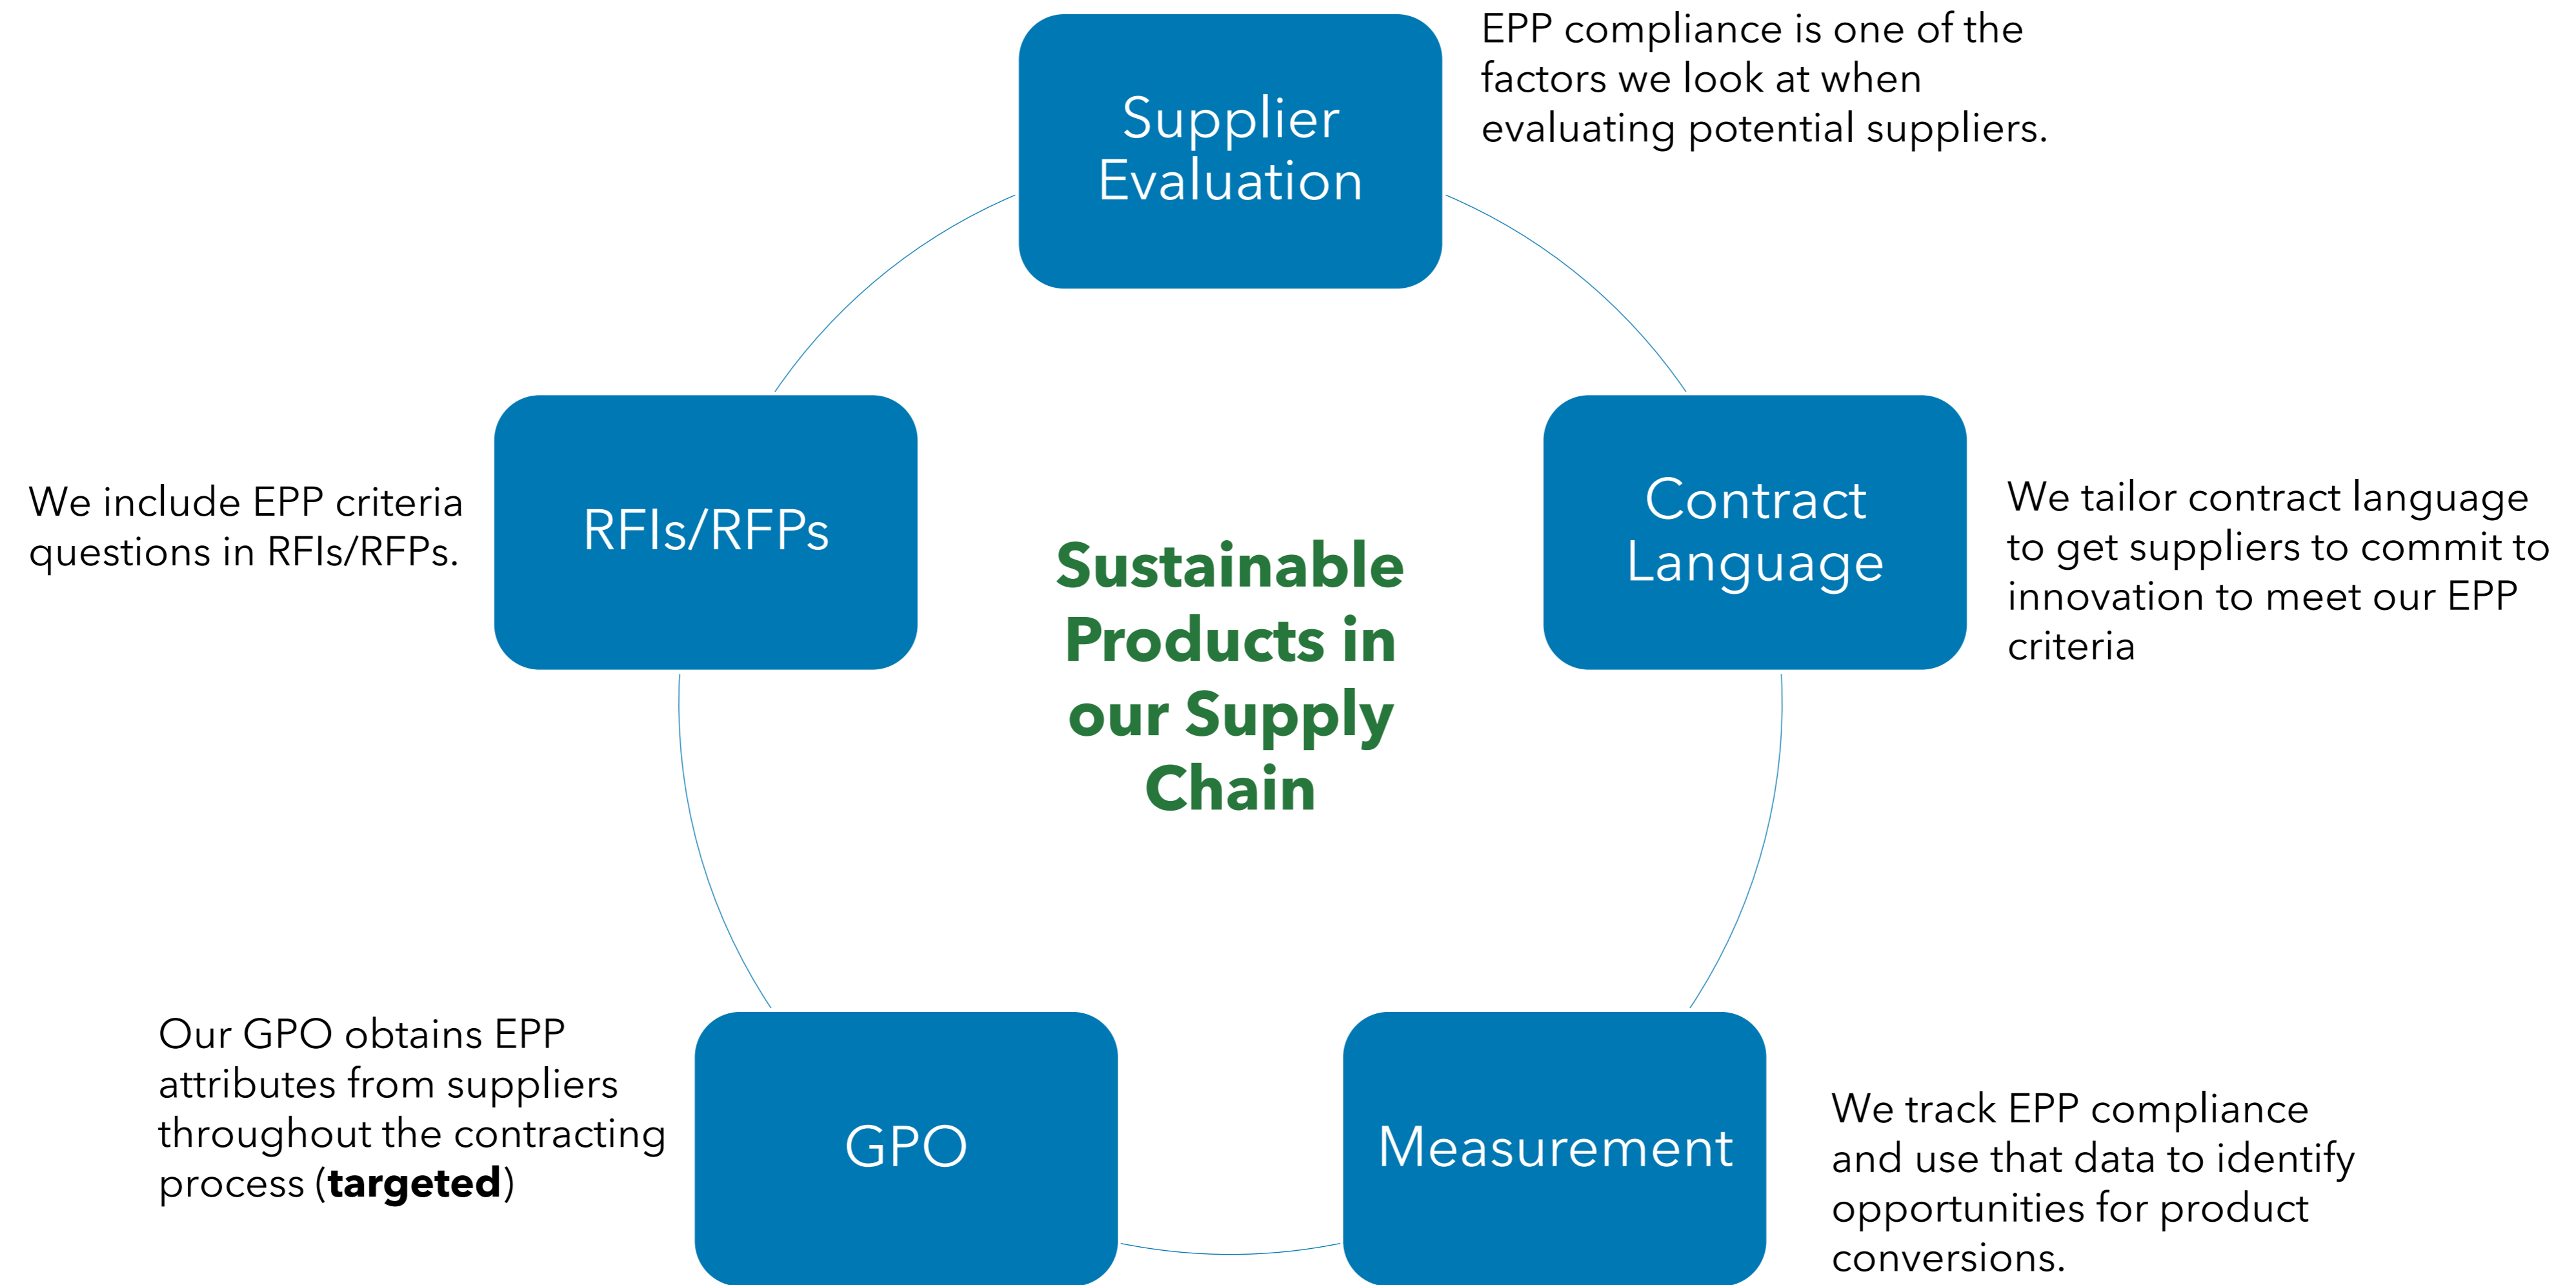 Supplier
Evaluation
EPP compliance is one of the
factors we look at when
evaluating potential suppliers.
Contract
Language
We tailor contract language
to get suppliers to commit to
innovation to meet our EPP
criteria
Measurement
We track EPP compliance
and use that data to identify
opportunities for product
conversions.
GPO
Our GPO obtains EPP
attributes from suppliers
throughout the contracting
process (targeted)
RFIs/RFPs
We include EPP criteria
questions in RFIs/RFPs.
Sustainable
Products in
our Supply
Chain